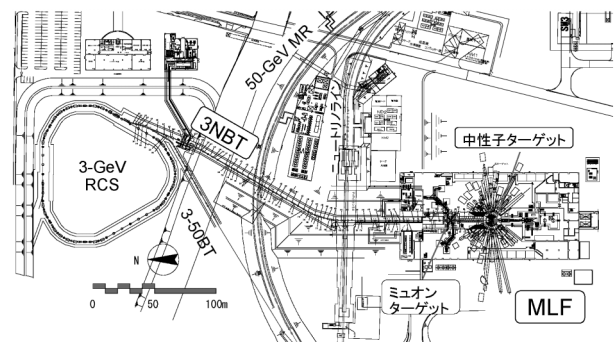 50-GeV MR
3NBT
ニュートリノライン
SK3
3-GeV
RCS
3-50BT
中性子ターゲット
N
0 50 100m
ミュオン
ターゲット
MLF